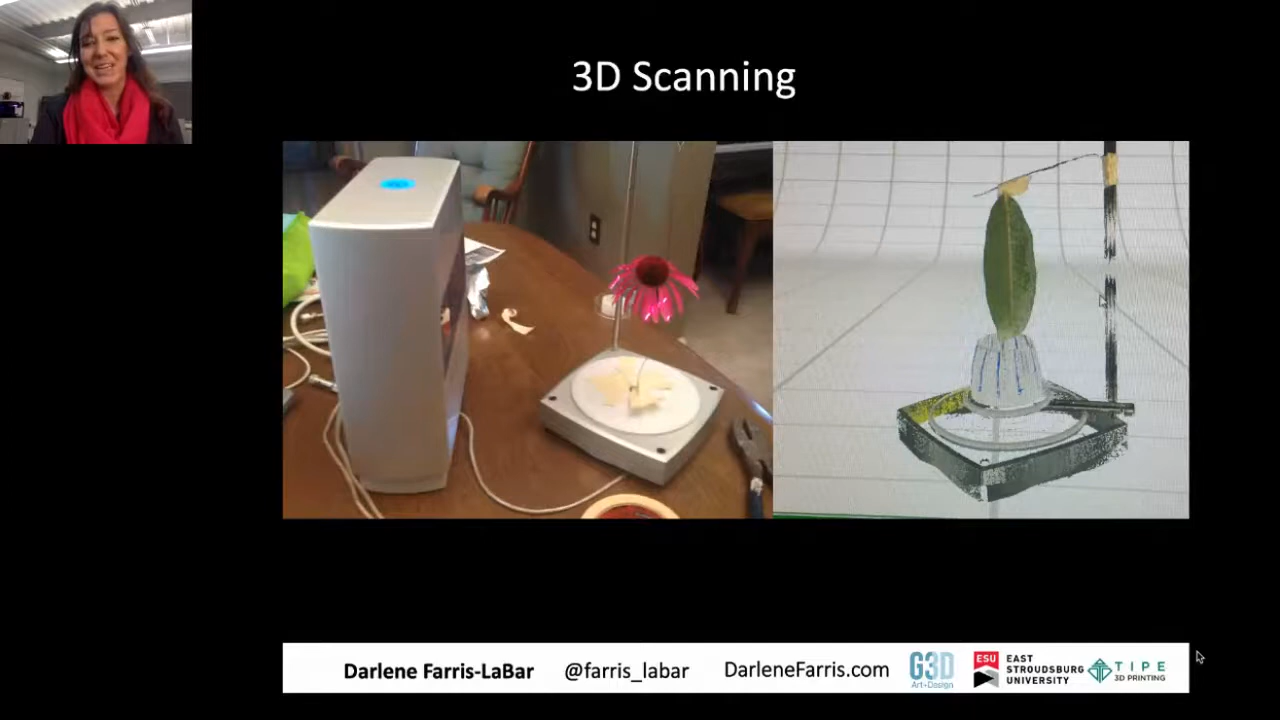 3D Scanning
Darlene Farris-LaBar @farris_labar DarleneFarris.com
G3D
Art+Design
ESU
EAST
STROUDSBURG
UNIVERSITY
TIPE
3D PRINTING